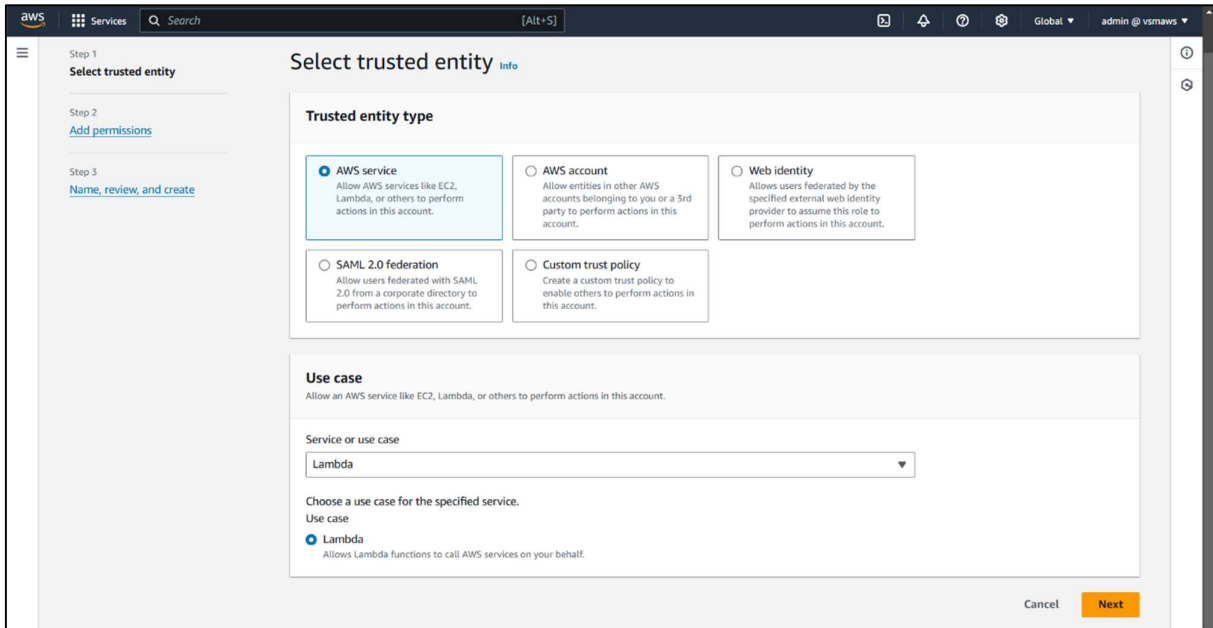 aws
Services
Search
[Alt+S]
Global
admin @ vsmaws
Step 1
Select trusted entity
Step 2
Add permissions
Step 3
Name, review, and create
Select trusted entity Info
Trusted entity type
AWS service
Allow AWS services like EC2,
Lambda, or others to perform
actions in this account.
AWS account
Allow entities in other AWS
accounts belonging to you or a 3rd
party to perform actions in this
account.
Web identity
Allows users federated by the
specified external web identity
provider to assume this role to
perform actions in this account.
SAML 2.0 federation
Allow users federated with SAML
2.0 from a corporate directory to
perform actions in this account.
Custom trust policy
Create a custom trust policy to
enable others to perform actions in
this account.
Use case
Allow an AWS service like EC2, Lambda, or others to perform actions in this account.
Service or use case
Lambda
Choose a use case for the specified service.
Use case
Lambda
Allows Lambda functions to call AWS services on your behalf.
Cancel
Next